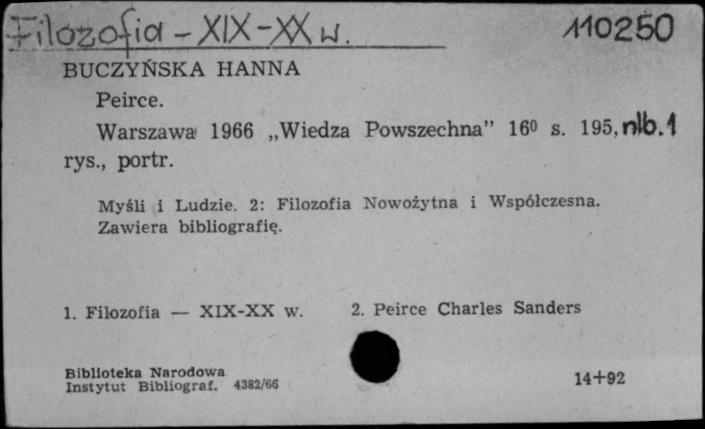 Filozofia - XIX-XX w. 110250
BUCZYŃSKA HANNA
Peirce.
Warszawa 1966 „Wiedza Powszechna” 16⁰ s. 195, nlb. 1
rys., portr.
Myśli i Ludzie. 2: Filozofia Nowożytna i Współczesna.
Zawiera bibliografię.
1. Filozofia — XIX-XX w. 2. Peirce Charles Sanders
Biblioteka Narodowa
Instytut Bibliograf. 4382/66 14+92